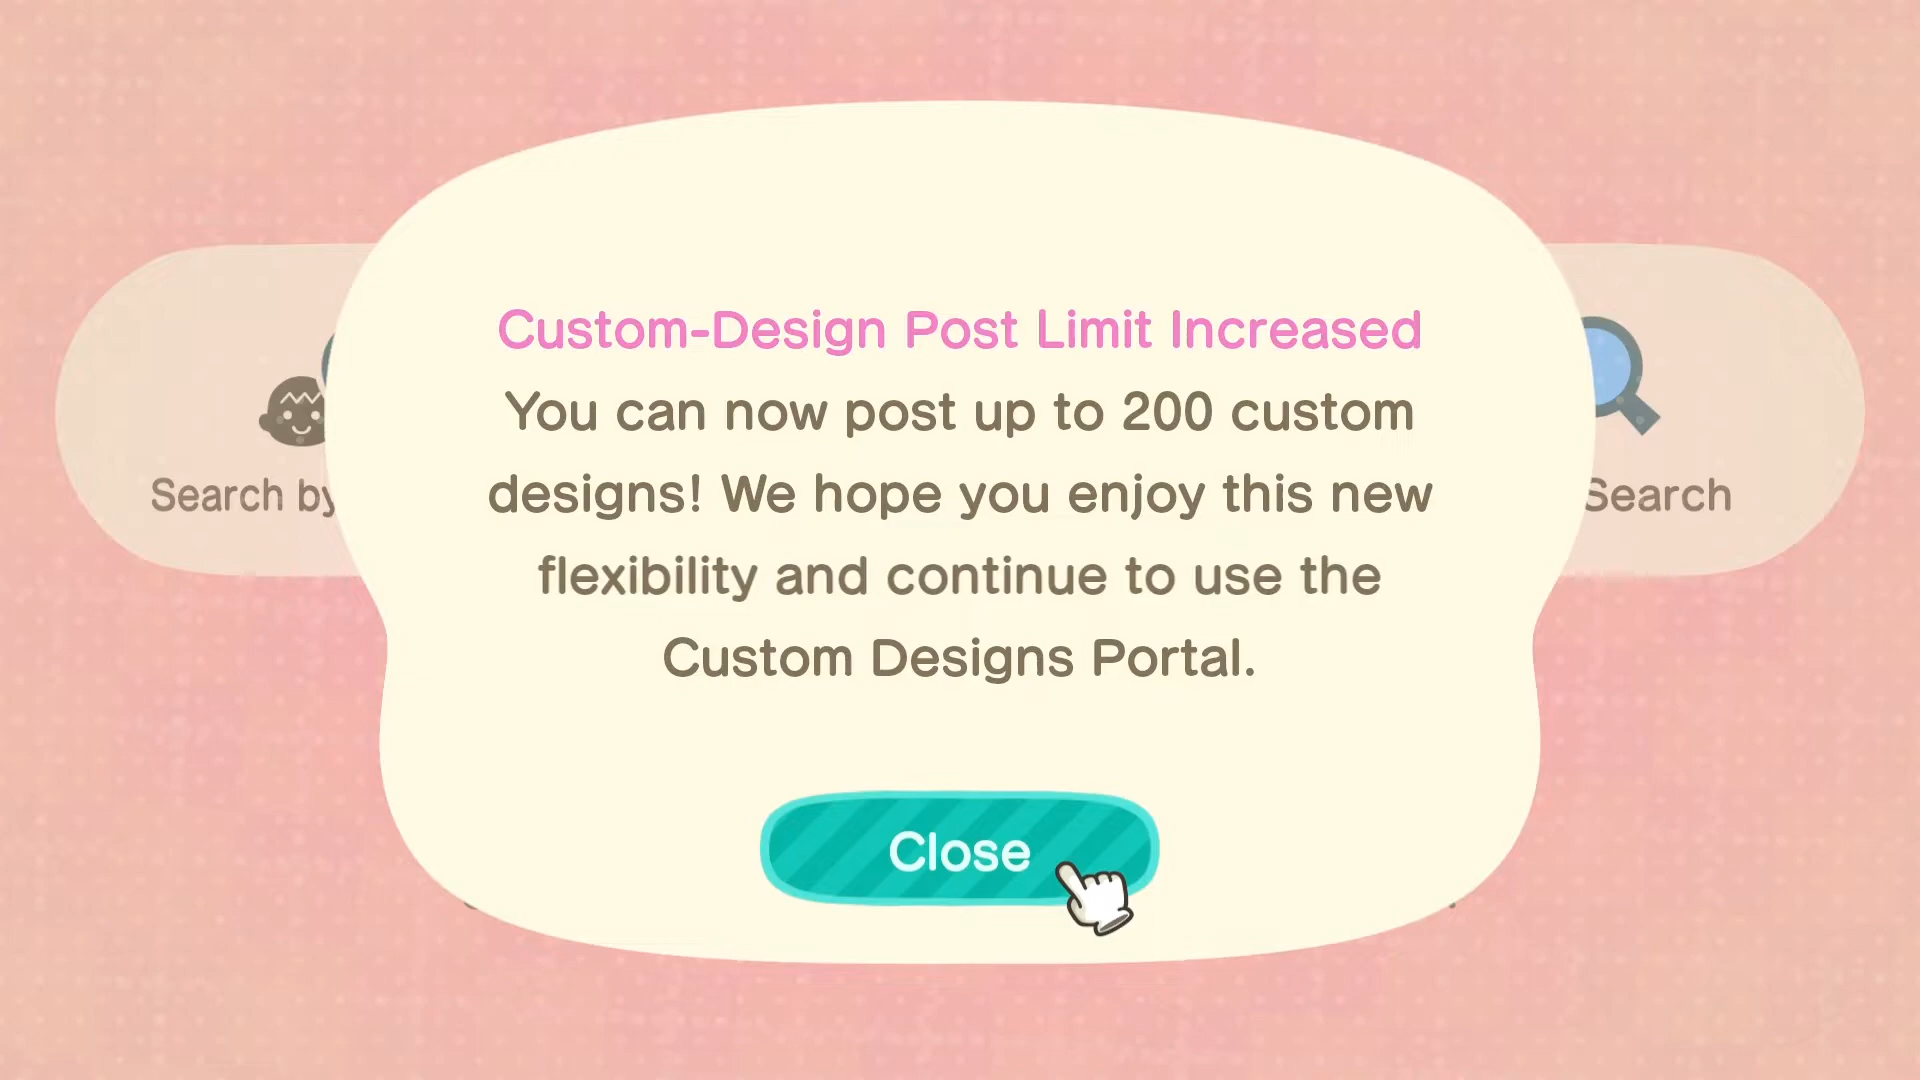 Custom-Design Post Limit Increased
You can now post up to 200 custom
designs! We hope you enjoy this new
flexibility and continue to use the
Custom Designs Portal.
Search by
Search
Close